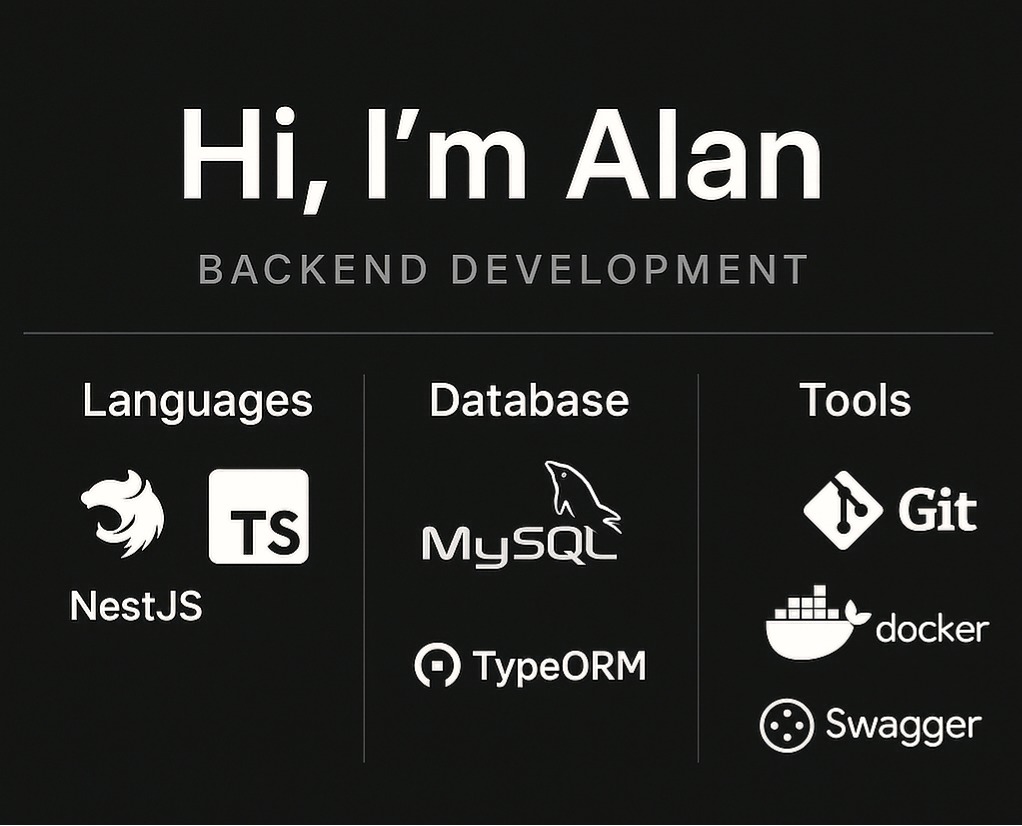 Hi, I’m Alan
BACKEND DEVELOPMENT
Languages
TS
NestJS
Database
MySQL
TypeORM
Tools
Git
docker
Swagger